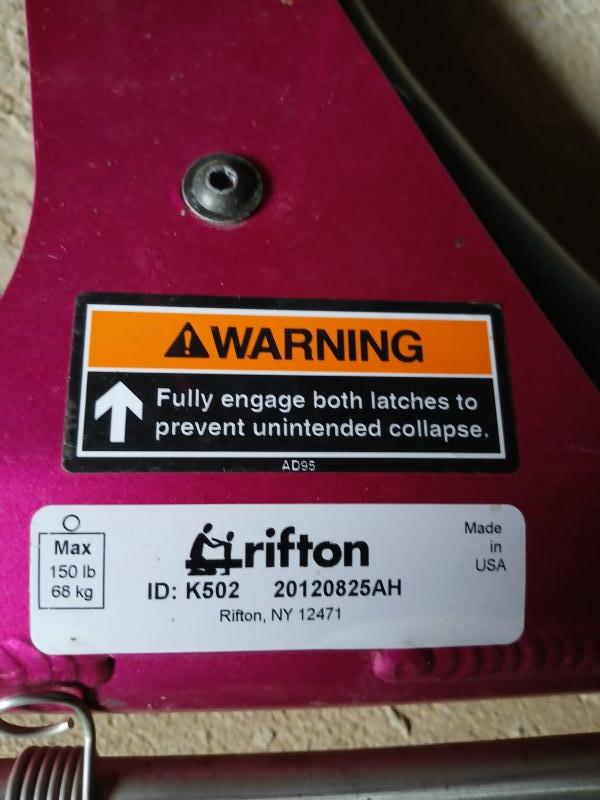 WARNING
Fully engage both latches to
prevent unintended collapse.
AD95
Max
150 lb
68 kg
rifton
ID: K502 20120825AH
Rifton, NY 12471
Made
in
USA